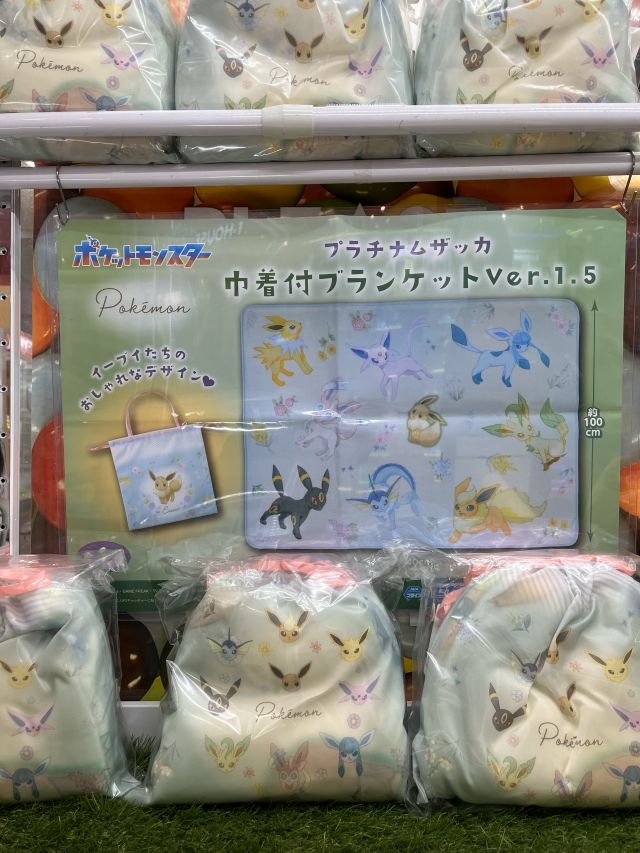 Pokémon
Pokémon
Pokémon
1-HOUSE
ポケットモンスター
プラチナムザッカ
巾着付ブランケットVer.1.5
Pokémon
イーブイたちの
おしゃれなデザイン♥
約
100
cm
Pokémon
Pokémon